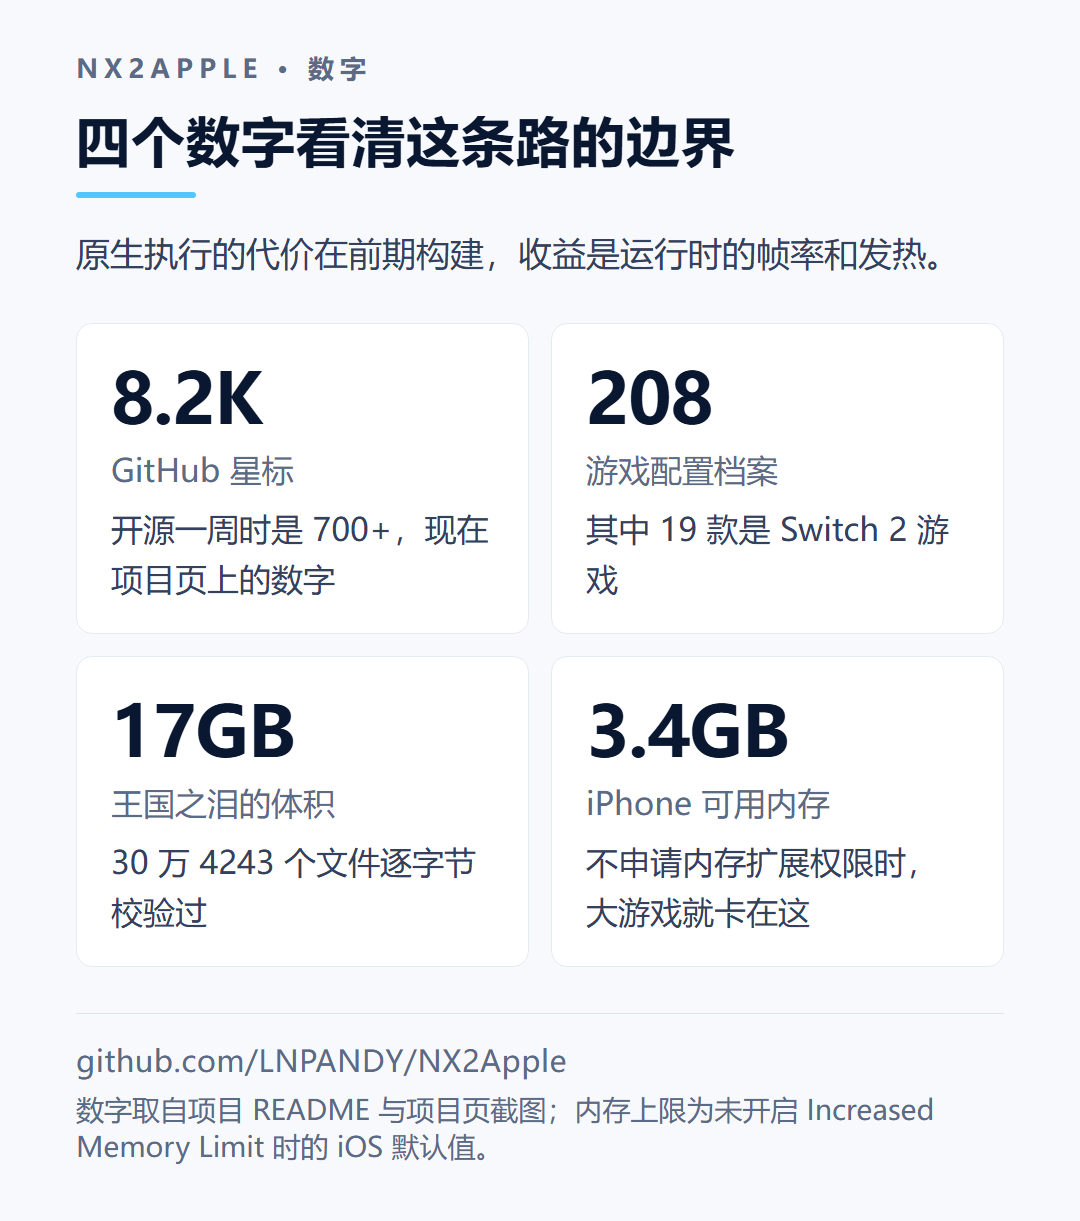 NX2APPLE • 数字
四个数字看清这条路的边界
原生执行的代价在前期构建，收益是运行时的帧率和发热。
8.2K
GitHub 星标
开源一周时是 700+，现在
项目页上的数字
208
游戏配置档案
其中 19 款是 Switch 2 游
戏
17GB
王国之泪的体积
30 万 4243 个文件逐字节
校验过
3.4GB
iPhone 可用内存
不申请内存扩展权限时，
大游戏就卡在这
github.com/LNPANDY/NX2Apple
数字取自项目 README 与项目页截图；内存上限为未开启 Increased
Memory Limit 时的 iOS 默认值。